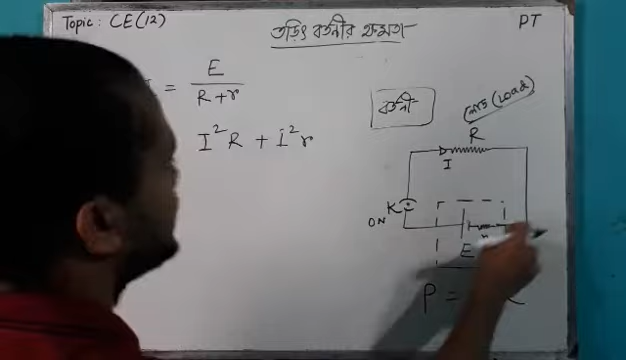 Topic: CE(12)
তড়িৎ বর্তনীর ক্ষমতা
PT
= E / R + r
I²R + I²r
বর্তনী
লোড (Load)
R
I
K
ON
E
P =